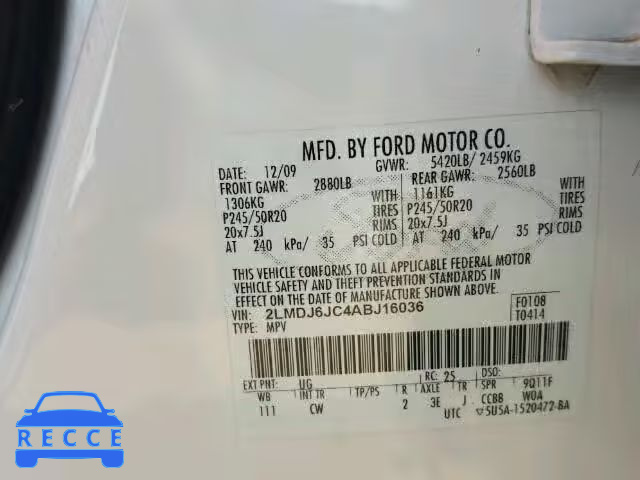 MFD. BY FORD MOTOR CO.
DATE: 12/09 GVWR: 5420LB/ 2459KG
FRONT GAWR: 2880LB REAR GAWR: 2560LB
1306KG WITH 1161KG WITH
P245/50R20 TIRES P245/50R20 TIRES
20x7.5J RIMS 20x7.5J RIMS
AT 240 kPa/ 35 PSI COLD AT 240 kPa/ 35 PSI COLD
THIS VEHICLE CONFORMS TO ALL APPLICABLE FEDERAL MOTOR
VEHICLE SAFETY AND THEFT PREVENTION STANDARDS IN
EFFECT ON THE DATE OF MANUFACTURE SHOWN ABOVE.
VIN: 2LMDJ6JC4ABJ16036 F0108
TYPE: MPV T0414
EXT PNT: UG RC: 25 DSO:
WB INT TR TP/PS R AXLE TR SPR 9Q11F
111 CW 2 3E J CCBB WOA
UTC ▽5U5A-1520472-BA
RECCE